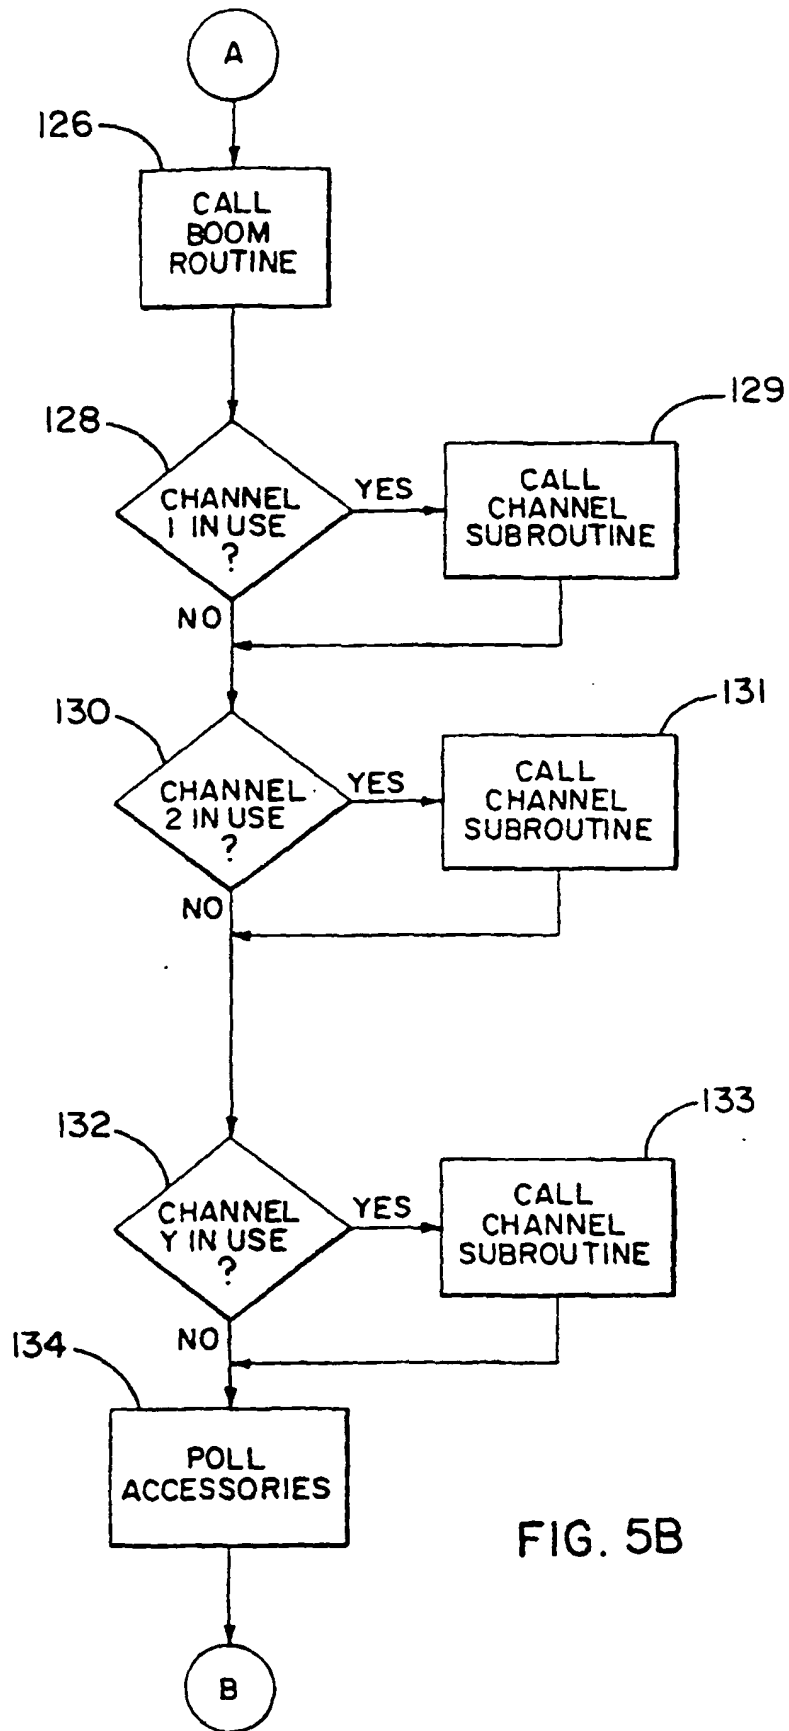 A
126
CALL
BOOM
ROUTINE
128
CHANNEL
1 IN USE
?
YES
NO
129
CALL
CHANNEL
SUBROUTINE
130
CHANNEL
2 IN USE
?
YES
NO
131
CALL
CHANNEL
SUBROUTINE
132
CHANNEL
Y IN USE
?
YES
NO
133
CALL
CHANNEL
SUBROUTINE
134
POLL
ACCESSORIES
FIG. 5B
B